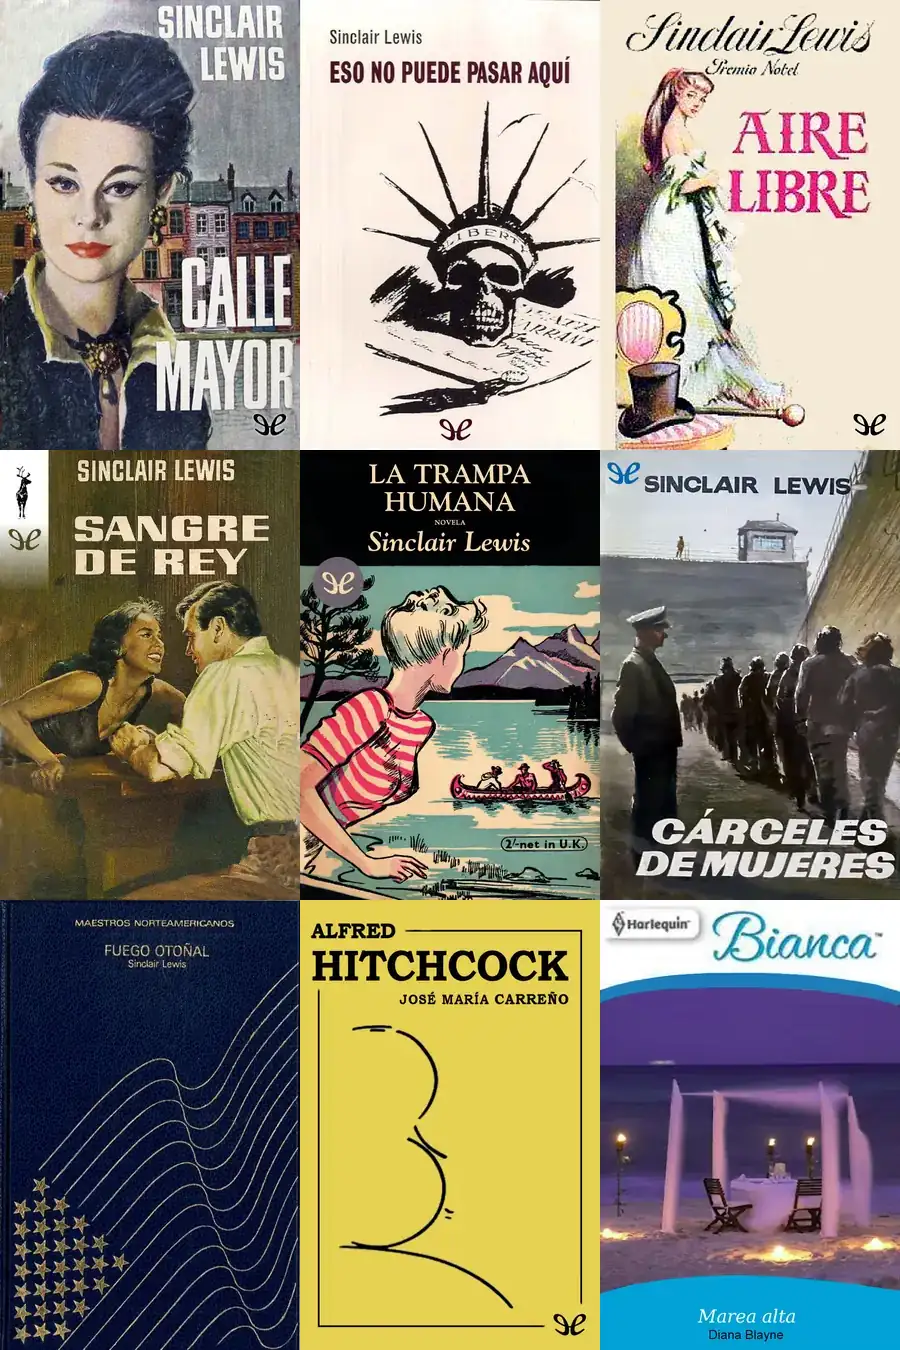 SINCLAIR
LEWIS
CALLE
MAYOR
Sinclair Lewis
ESO NO PUEDE PASAR AQUÍ
LIBERTY
Sinclair Lewis
Premio Nobel
AIRE
LIBRE
SINCLAIR LEWIS
SANGRE
DE REY
LA TRAMPA
HUMANA
NOVELA
Sinclair Lewis
2/-net in U.K.
SINCLAIR LEWIS
CÁRCELES
DE MUJERES
MAESTROS NORTEAMERICANOS
FUEGO OTOÑAL
Sinclair Lewis
ALFRED
HITCHCOCK
JOSÉ MARÍA CARREÑO
Harlequin™
Bianca™
Marea alta
Diana Blayne